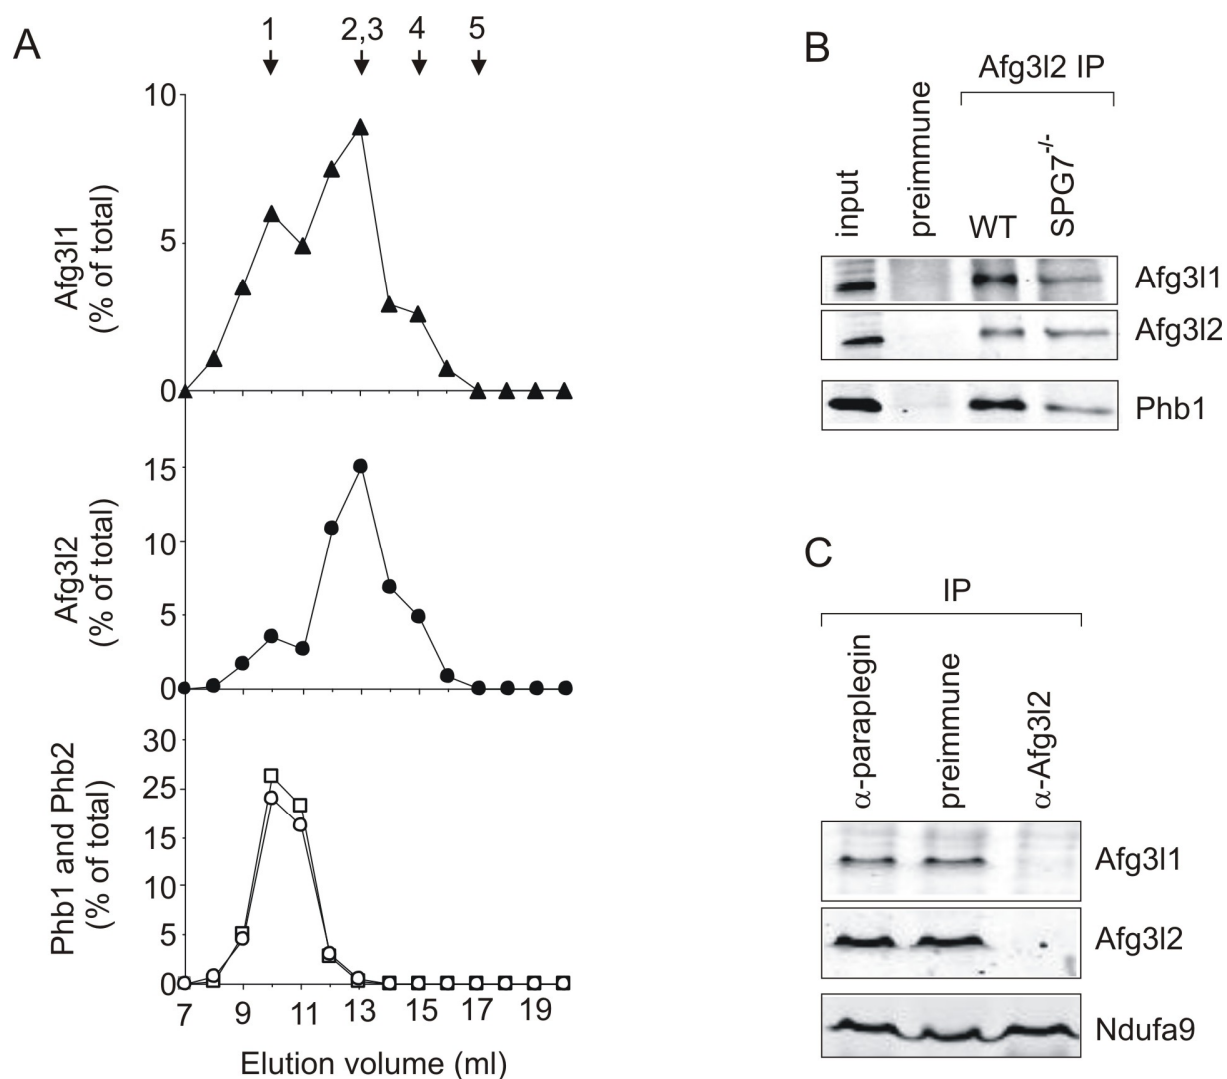 A
1 2,3 4 5
Afg3l1
(% of total)
10
5
0
Afg3l2
(% of total)
15
10
5
0
Phb1 and Phb2
(% of total)
30
25
15
10
5
0
7 9 11 13 15 17 19
Elution volume (ml)
B
Afg3l2 IP
input
preimmune
WT
SPG7-/-
Afg3l1
Afg3l2
Phb1
C
IP
α-paraplegin
preimmune
α-Afg3l2
Afg3l1
Afg3l2
Ndufa9